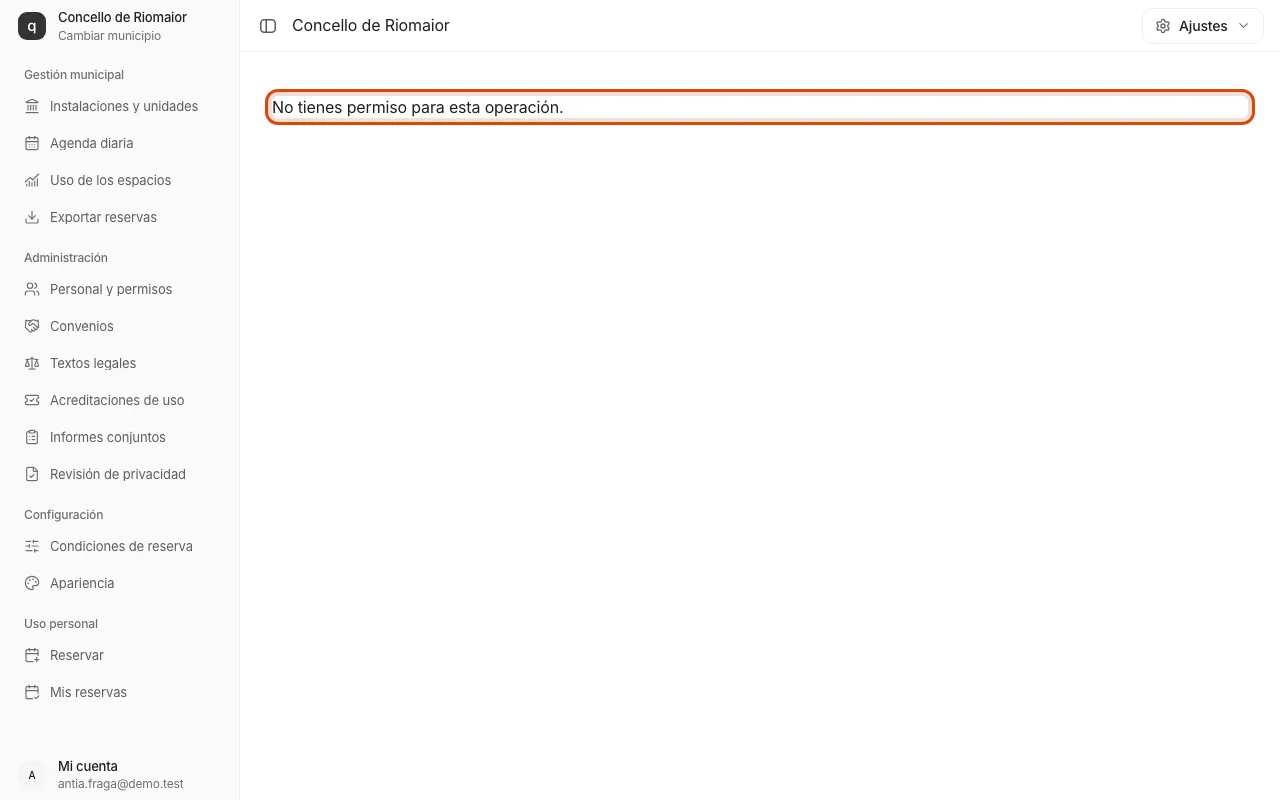 q
Concello de Riomaior
Cambiar municipio
Gestión municipal
Instalaciones y unidades
Agenda diaria
Uso de los espacios
Exportar reservas
Administración
Personal y permisos
Convenios
Textos legales
Acreditaciones de uso
Informes conjuntos
Revisión de privacidad
Configuración
Condiciones de reserva
Apariencia
Uso personal
Reservar
Mis reservas
A
Mi cuenta
antia.fraga@demo.test
Concello de Riomaior
Ajustes
No tienes permiso para esta operación.